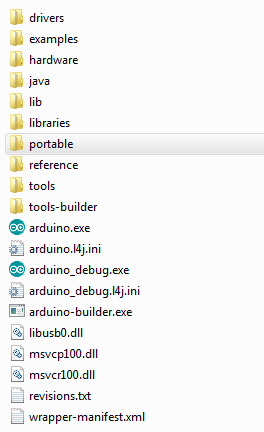 drivers
examples
hardware
java
lib
libraries
portable
reference
tools
tools-builder
arduino.exe
arduino.l4j.ini
arduino_debug.exe
arduino_debug.l4j.ini
arduino-builder.exe
libusb0.dll
msvcp100.dll
msvcr100.dll
revisions.txt
wrapper-manifest.xml